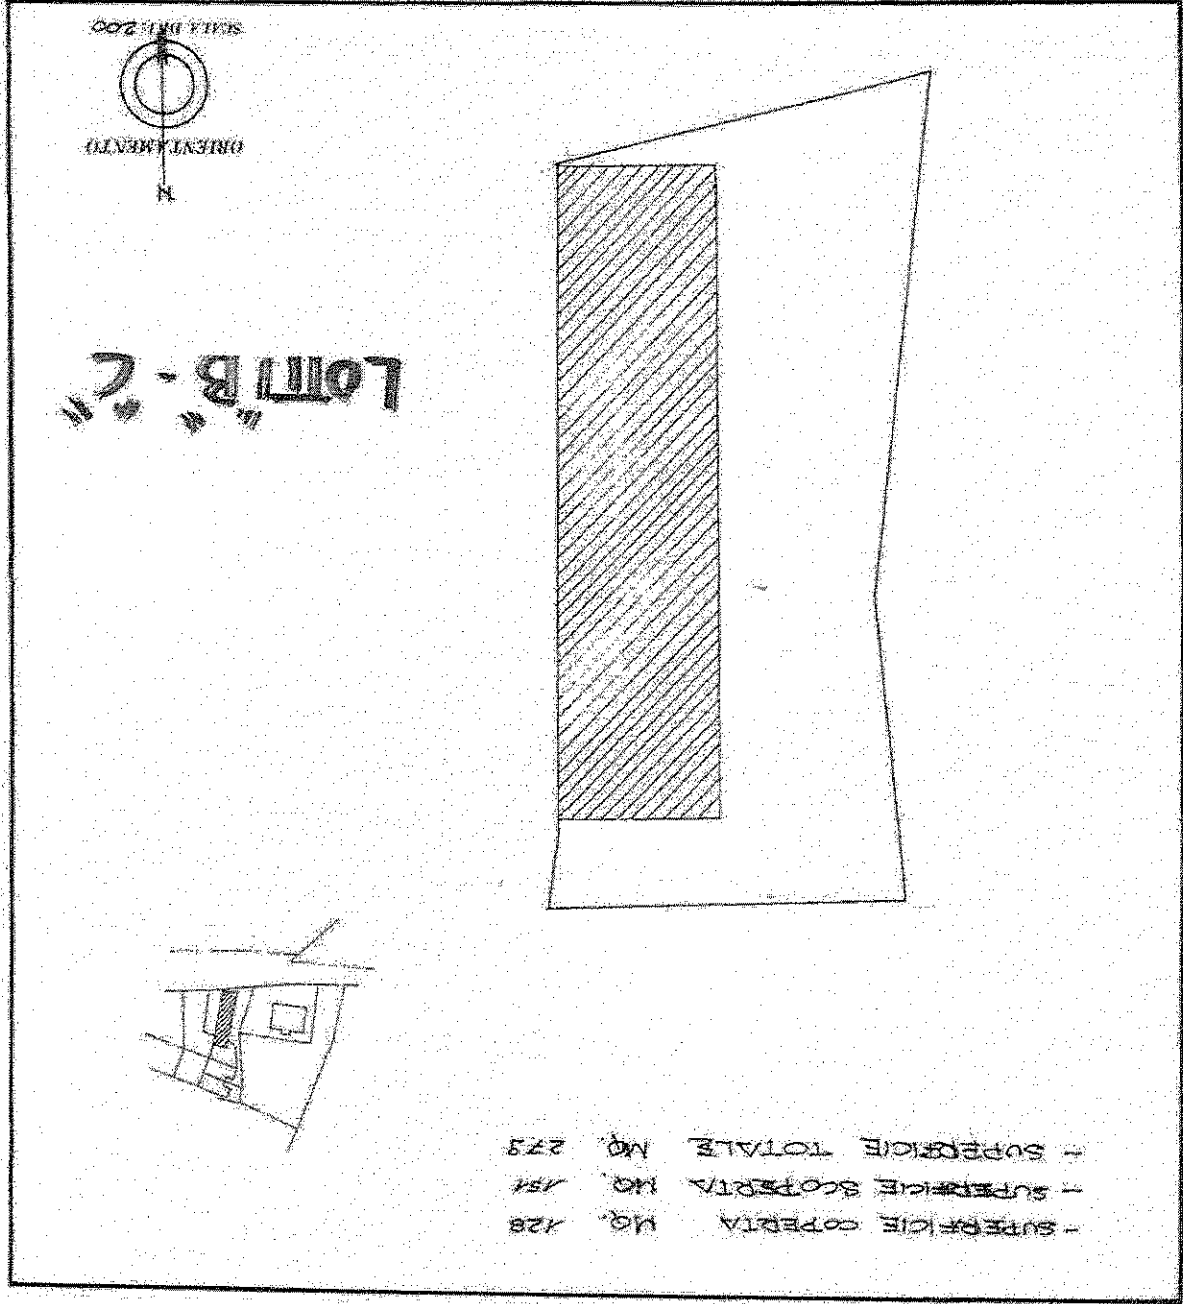 - SUPERFICIE COPERTA MQ. 128
- SUPERFICIE SCOPERTA MQ. 151
- SUPERFICIE TOTALE MQ. 279
LOTTI "B" - "C"
N
ORIENTAMENTO
SCALA DI 1: 200